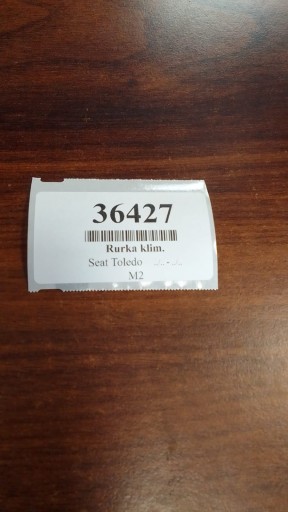 36427
Rurka klim.
Seat Toledo
M2